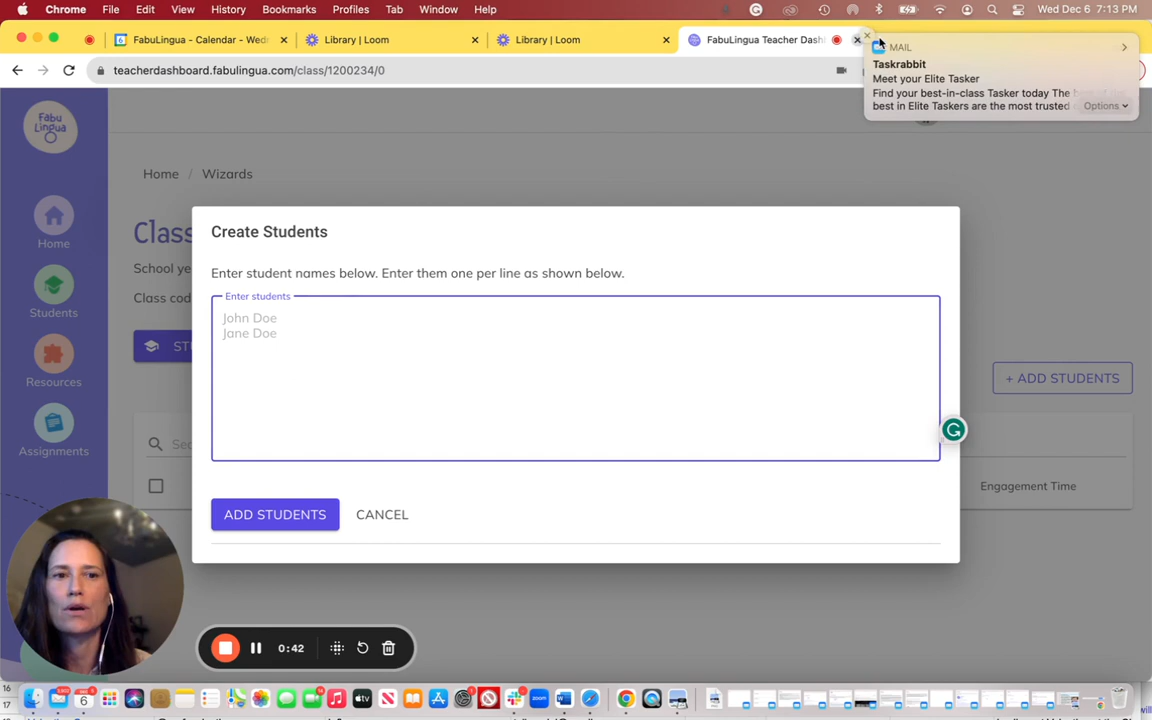 Chrome File Edit View History Bookmarks Profiles Tab Window Help Wed Dec 6 7:13 PM
FabuLingua - Calendar - Wedn
Library | Loom
Library | Loom
FabuLingua Teacher Dash
teacherdashboard.fabulingua.com/class/1200234/0
MAIL
Taskrabbit
Meet your Elite Tasker
Find your best-in-class Tasker today The
best in Elite Taskers are the most trusted
Options
Fabu
Lingua
Home
Students
Resources
Assignments
Home / Wizards
Class
School ye
Class cod
STU
+ ADD STUDENTS
Sea
Engagement Time
Create Students
Enter student names below. Enter them one per line as shown below.
Enter students
John Doe
Jane Doe
ADD STUDENTS CANCEL
0:42
16
17